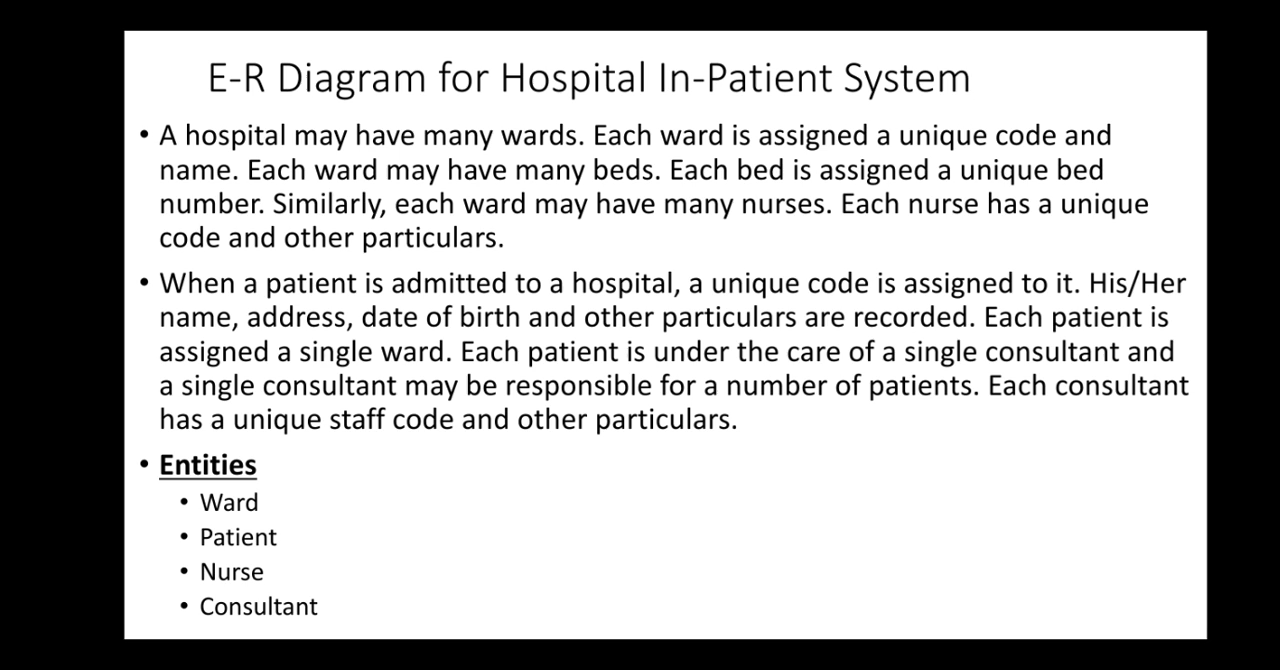 E-R Diagram for Hospital In-Patient System
• A hospital may have many wards. Each ward is assigned a unique code and
name. Each ward may have many beds. Each bed is assigned a unique bed
number. Similarly, each ward may have many nurses. Each nurse has a unique
code and other particulars.
• When a patient is admitted to a hospital, a unique code is assigned to it. His/Her
name, address, date of birth and other particulars are recorded. Each patient is
assigned a single ward. Each patient is under the care of a single consultant and
a single consultant may be responsible for a number of patients. Each consultant
has a unique staff code and other particulars.
• Entities
• Ward
• Patient
• Nurse
• Consultant